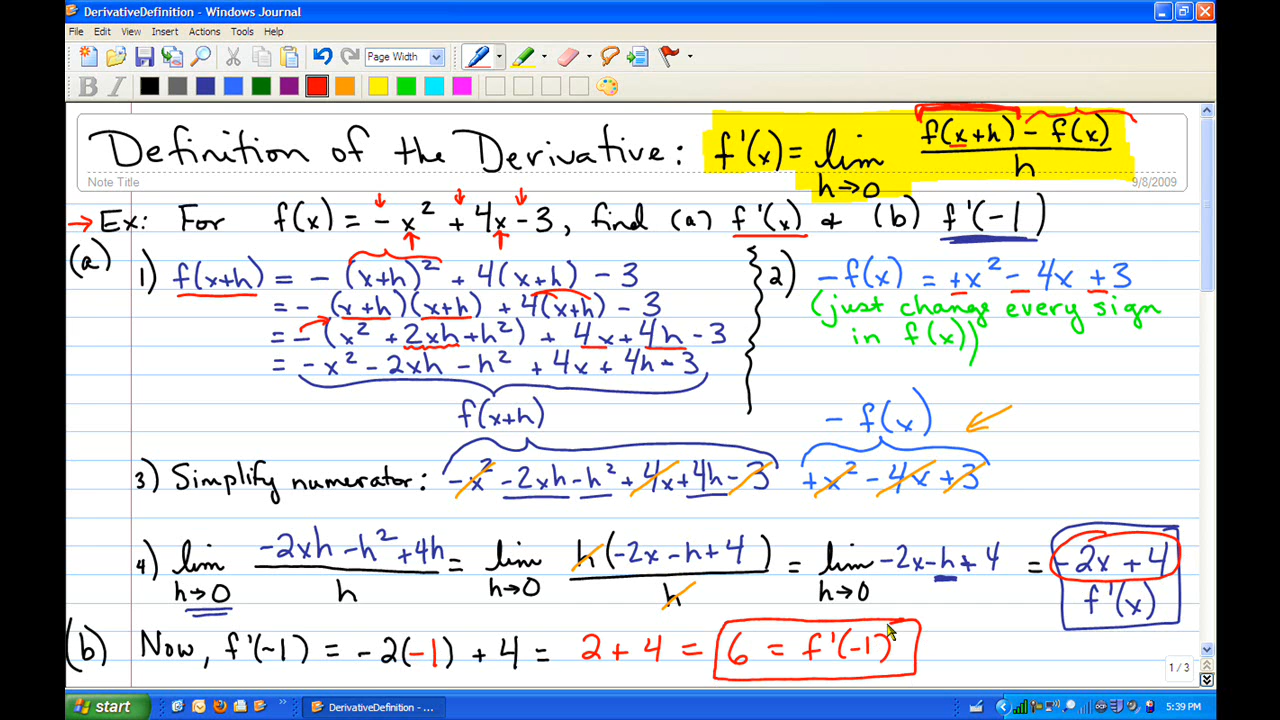 DerivativeDefinition - Windows Journal
File Edit View Insert Actions Tools Help
Page Width
B I
Definition of the Derivative: f'(x) = lim h→0 (f(x+h) - f(x))/h
Note Title 9/8/2009
→ Ex: For f(x) = -x² + 4x - 3, find (a) f'(x) & (b) f'(-1)
(a) 1) f(x+h) = -(x+h)² + 4(x+h) - 3
= -(x+h)(x+h) + 4(x+h) - 3
= -(x² + 2xh + h²) + 4x + 4h - 3
= -x² - 2xh - h² + 4x + 4h - 3
f(x+h)
2) -f(x) = +x² - 4x + 3
(just change every sign
in f(x))
- f(x)
3) Simplify numerator: -x² - 2xh - h² + 4x + 4h - 3 +x² - 4x + 3
4) lim h→0 (-2xh - h² + 4h)/h = lim h→0 h(-2x - h + 4)/h = lim h→0 -2x - h + 4 = -2x + 4
f'(x)
(b) Now, f'(-1) = -2(-1) + 4 = 2 + 4 = 6 = f'(-1)
1 / 3
start DerivativeDefinition - ... 5:39 PM